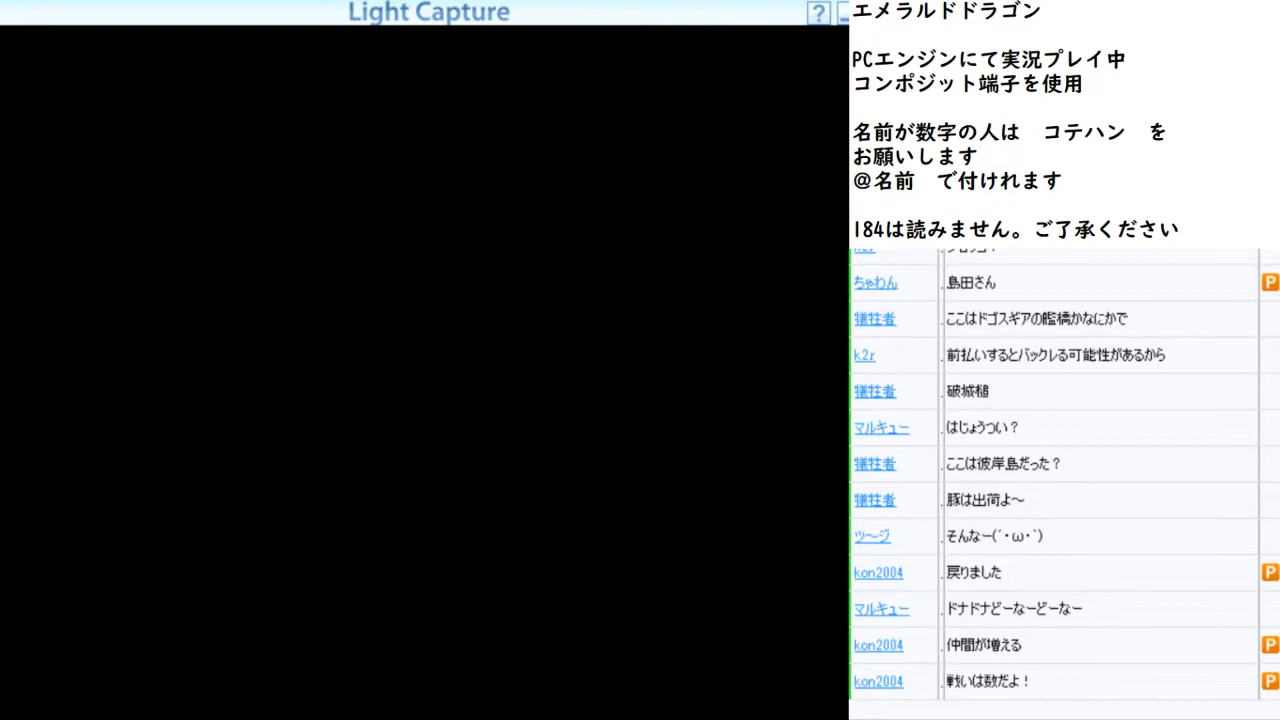 Light Capture
?
エメラルドドラゴン
PCエンジンにて実況プレイ中
コンポジット端子を使用
名前が数字の人は　コテハン　を
お願いします
＠名前　で付けれます
184は読みません。ご了承ください
ちゃわん 島田さん P
犠牲者 ここはドゴスギアの艦橋かなにかで
k2r 前払いするとバックレる可能性があるから
犠牲者 破城槌
マルキュー はじょうつい？
犠牲者 ここは彼岸島だった？
犠牲者 豚は出荷よ～
ツ～ジ そんなー(´・ω・`)
kon2004 戻りました P
マルキュー ドナドナどーなーどーなー
kon2004 仲間が増える P
kon2004 戦いは数だよ！ P